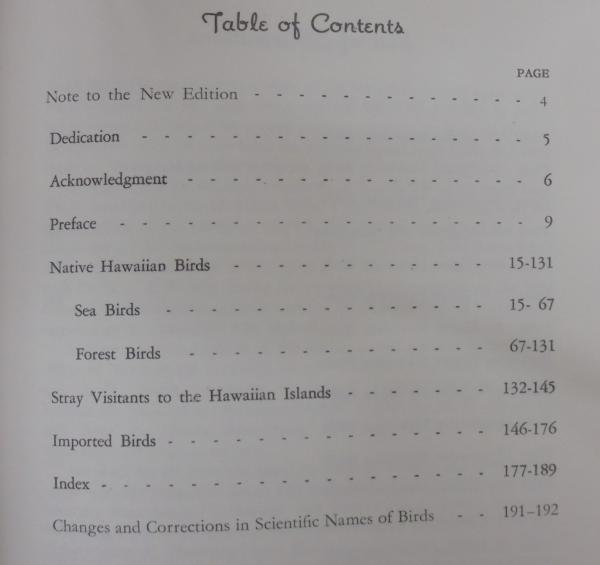 Table of Contents
PAGE
Note to the New Edition - - - - - - - - - - - - 4
Dedication - - - - - - - - - - - - - - - - - 5
Acknowledgment - - - - - - - - - - - - - - - 6
Preface - - - - - - - - - - - - - - - - - - 9
Native Hawaiian Birds - - - - - - - - - - - - 15-131
Sea Birds - - - - - - - - - - - - - - - 15- 67
Forest Birds - - - - - - - - - - - - - - 67-131
Stray Visitants to the Hawaiian Islands - - - - - - - 132-145
Imported Birds - - - - - - - - - - - - - - - 146-176
Index - - - - - - - - - - - - - - - - - - 177-189
Changes and Corrections in Scientific Names of Birds - - 191–192